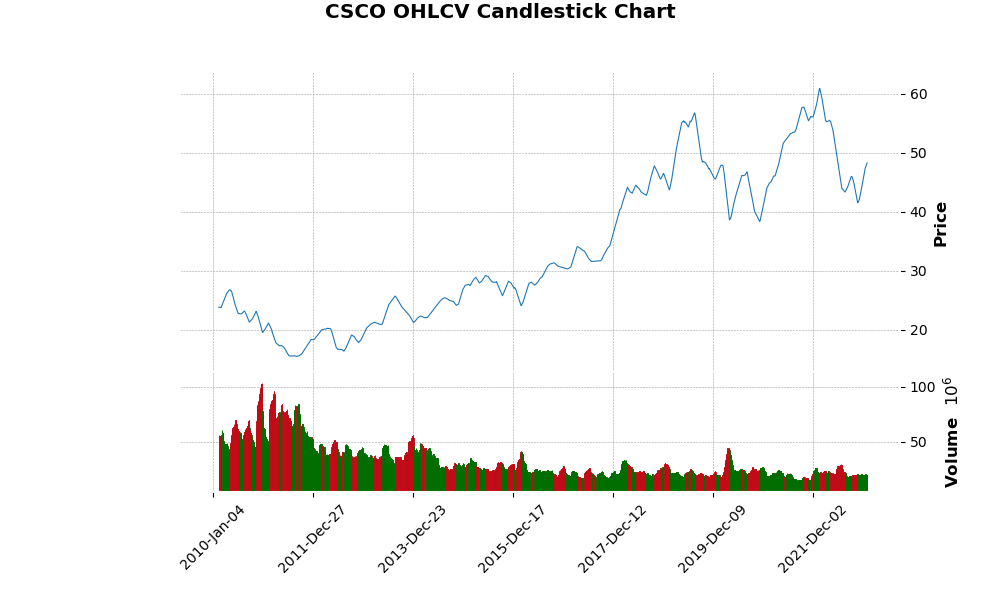 CSCO OHLCV Candlestick Chart
60
50
40
30
20
Price
100
50
Volume 10^6
2010-Jan-04
2011-Dec-27
2013-Dec-23
2015-Dec-17
2017-Dec-12
2019-Dec-09
2021-Dec-02